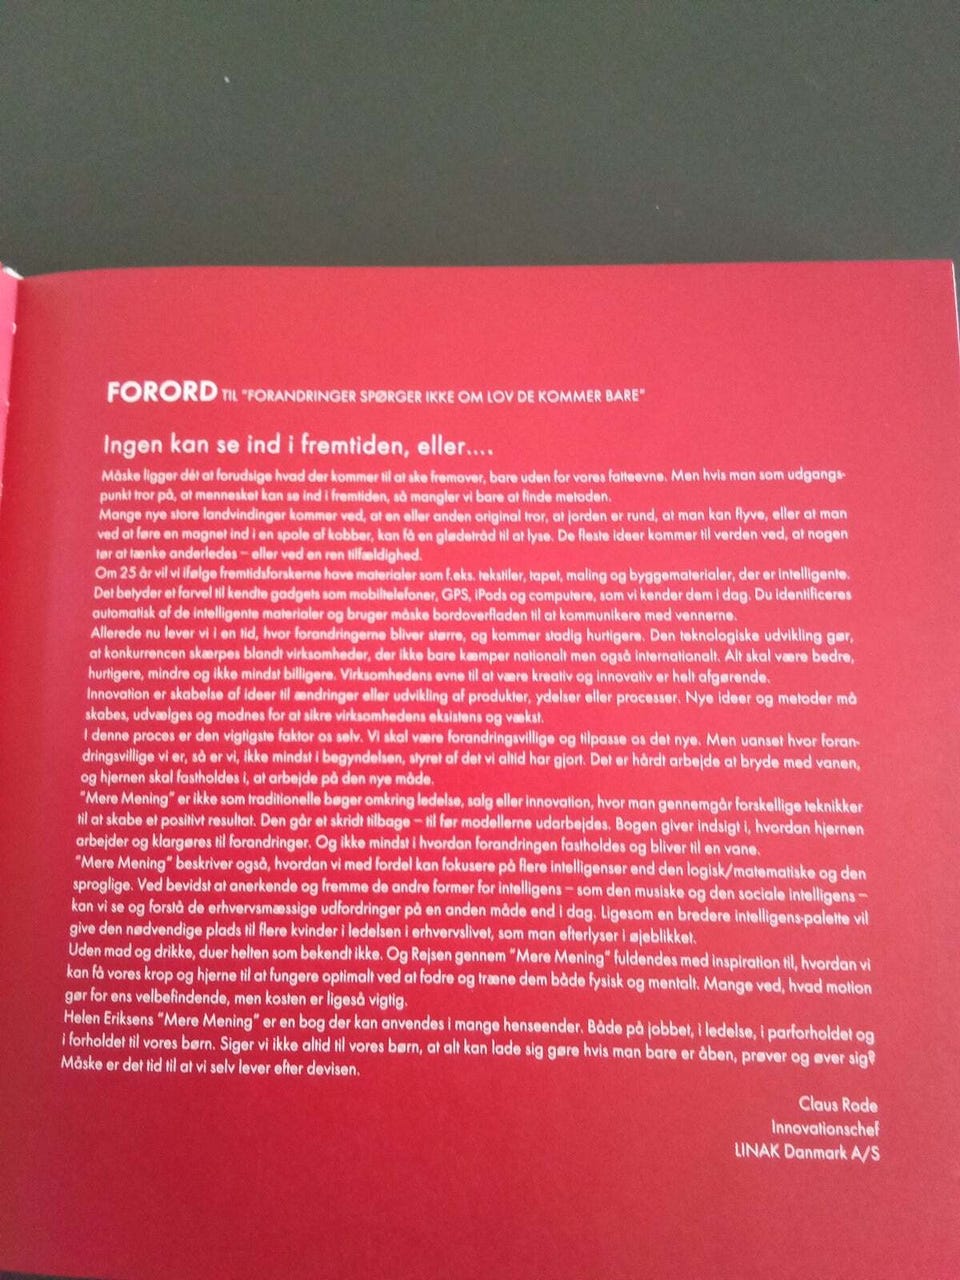 FORORD TIL "FORANDRINGER SPØRGER IKKE OM LOV DE KOMMER BARE"
Ingen kan se ind i fremtiden, eller....
Måske ligger dét at forudsige hvad der kommer til at ske fremover, bare uden for vores fatteevne. Men hvis man som udgangs-
punkt tror på, at mennesket kan se ind i fremtiden, så mangler vi bare at finde metoden.
Mange nye store landvindinger kommer ved, at en eller anden original tror, at jorden er rund, at man kan flyve, eller at man
ved at føre en magnet ind i en spole af kobber, kan få en glødetråd til at lyse. De fleste ideer kommer til verden ved, at nogen
tør at tænke anderledes – eller ved en ren tilfældighed.
Om 25 år vil vi ifølge fremtidsforskerne have materialer som f.eks. tekstiler, tapet, maling og byggematerialer, der er intelligente.
Det betyder et farvel til kendte gadgets som mobiltelefoner, GPS, iPods og computere, som vi kender dem i dag. Du identificeres
automatisk af de intelligente materialer og bruger måske bordoverfladen til at kommunikere med vennerne.
Allerede nu lever vi i en tid, hvor forandringerne bliver større, og kommer stadig hurtigere. Den teknologiske udvikling gør,
at konkurrencen skærpes blandt virksomheder, der ikke bare kæmper nationalt men også internationalt. Alt skal være bedre,
hurtigere, mindre og ikke mindst billigere. Virksomhedens evne til at være kreativ og innovativ er helt afgørende.
Innovation er skabelse af ideer til ændringer eller udvikling af produkter, ydelser eller processer. Nye ideer og metoder må
skabes, udvælges og modnes for at sikre virksomhedens eksistens og vækst.
I denne proces er den vigtigste faktor os selv. Vi skal være forandringsvillige og tilpasse os det nye. Men uanset hvor foran-
dringsvillige vi er, så er vi, ikke mindst i begyndelsen, styret af det vi altid har gjort. Det er hårdt arbejde at bryde med vanen,
og hjernen skal fastholdes i, at arbejde på den nye måde.
"Mere Mening" er ikke som traditionelle bøger omkring ledelse, salg eller innovation, hvor man gennemgår forskellige teknikker
til at skabe et positivt resultat. Den går et skridt tilbage – til før modellerne udarbejdes. Bogen giver indsigt i, hvordan hjernen
arbejder og klargøres til forandringer. Og ikke mindst i hvordan forandringen fastholdes og bliver til en vane.
"Mere Mening" beskriver også, hvordan vi med fordel kan fokusere på flere intelligenser end den logisk/matematiske og den
sproglige. Ved bevidst at anerkende og fremme de andre former for intelligens – som den musiske og den sociale intelligens –
kan vi se og forstå de erhvervsmæssige udfordringer på en anden måde end i dag. Ligesom en bredere intelligens-palette vil
give den nødvendige plads til flere kvinder i ledelsen i erhvervslivet, som man efterlyser i øjeblikket.
Uden mad og drikke, duer helten som bekendt ikke. Og Rejsen gennem "Mere Mening" fuldendes med inspiration til, hvordan vi
kan få vores krop og hjerne til at fungere optimalt ved at fodre og træne dem både fysisk og mentalt. Mange ved, hvad motion
gør for ens velbefindende, men kosten er ligeså vigtig.
Helen Eriksens "Mere Mening" er en bog der kan anvendes i mange henseender. Både på jobbet, i ledelse, i parforholdet og
i forholdet til vores børn. Siger vi ikke altid til vores børn, at alt kan lade sig gøre hvis man bare er åben, prøver og øver sig?
Måske er det tid til at vi selv lever efter devisen.
Claus Rode
Innovationschef
LINAK Danmark A/S